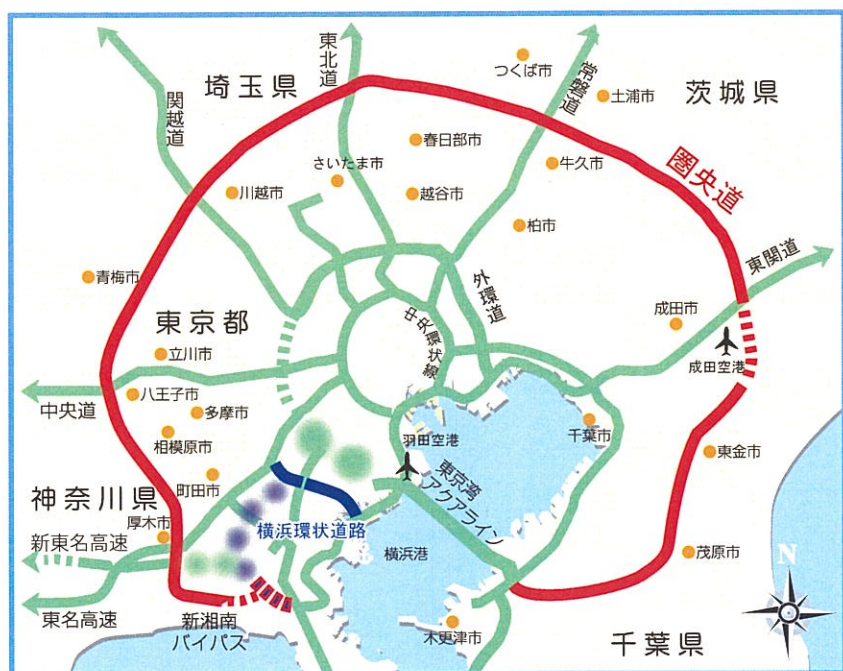 埼玉県
東北道
つくば市
常磐道
土浦市
茨城県
関越道
春日部市
さいたま市
牛久市
川越市
越谷市
圏央道
柏市
青梅市
外環道
東関道
東京都
中央環状線
成田市
立川市
成田空港
八王子市
中央道
多摩市
相模原市
羽田空港
千葉市
東金市
町田市
神奈川県
東京湾
アクアライン
厚木市
横浜環状道路
新東名高速
横浜港
茂原市
N
東名高速
新湘南
バイパス
木更津市
千葉県